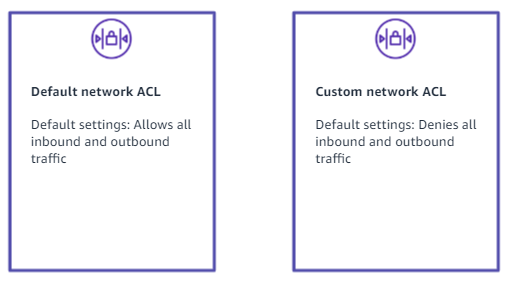 Default network ACL
Default settings: Allows all
inbound and outbound
traffic
Custom network ACL
Default settings: Denies all
inbound and outbound
traffic